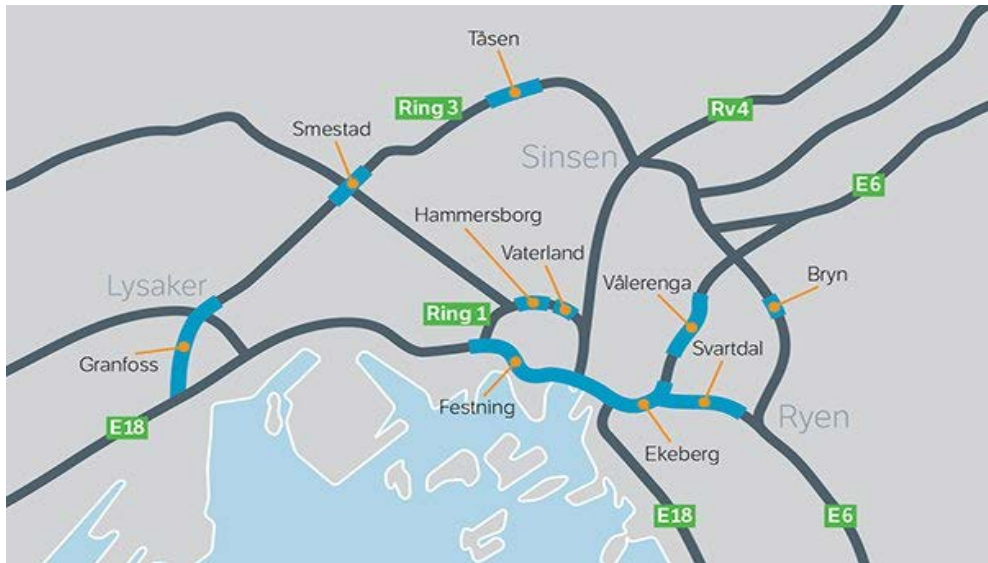 Tåsen
Ring 3
Rv4
Smestad
Sinsen
E6
Hammersborg
Vaterland
Lysaker
Vålerenga
Bryn
Ring 1
Svartdal
Granfoss
Festning
Ryen
E18
Ekeberg
E18
E6